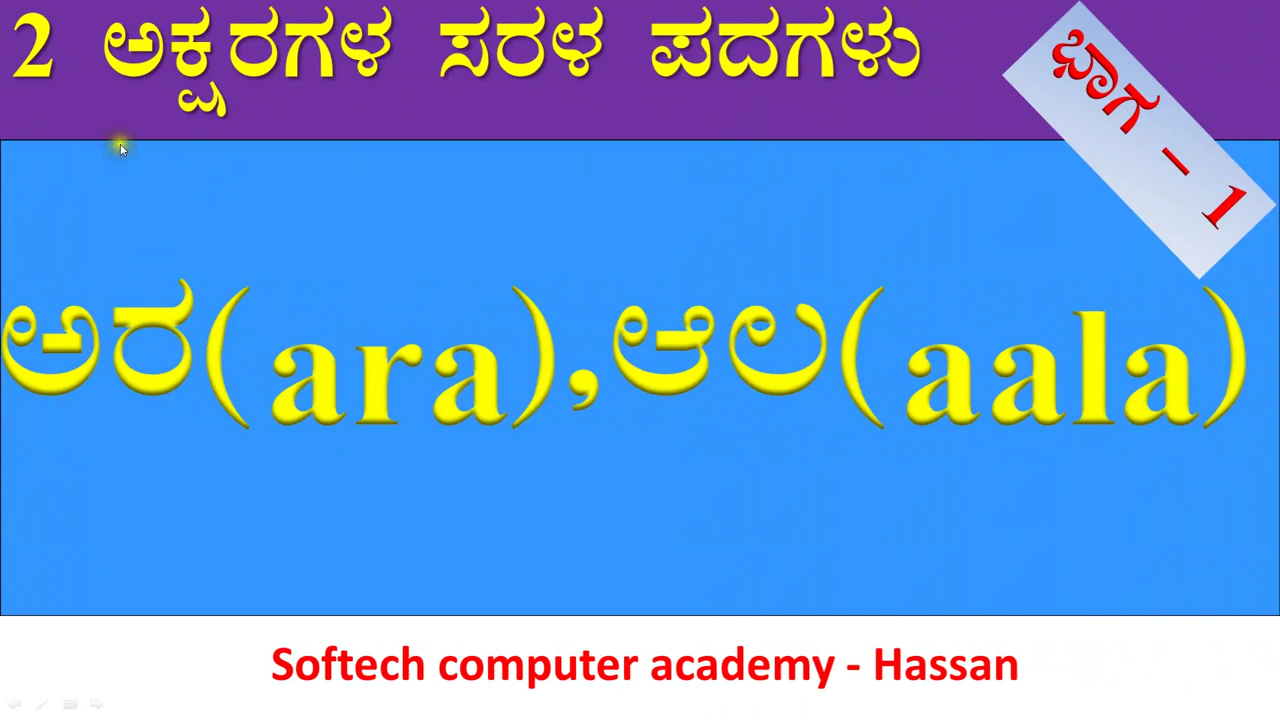 2 ಅಕ್ಷರಗಳ ಸರಳ ಪದಗಳು
ಭಾಗ - 1
ಅರ(ara),ಆಲ(aala)
Softech computer academy - Hassan